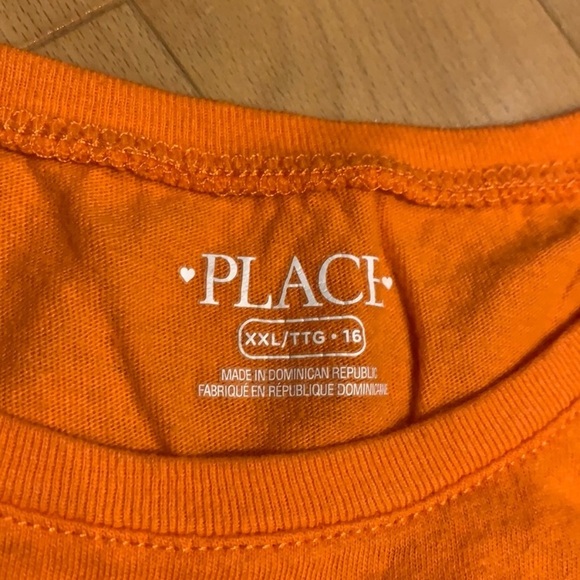 PLACE
XXL/TTG • 16
MADE IN DOMINICAN REPUBLIC
FABRIQUÉ EN RÉPUBLIQUE DOMINICAINE